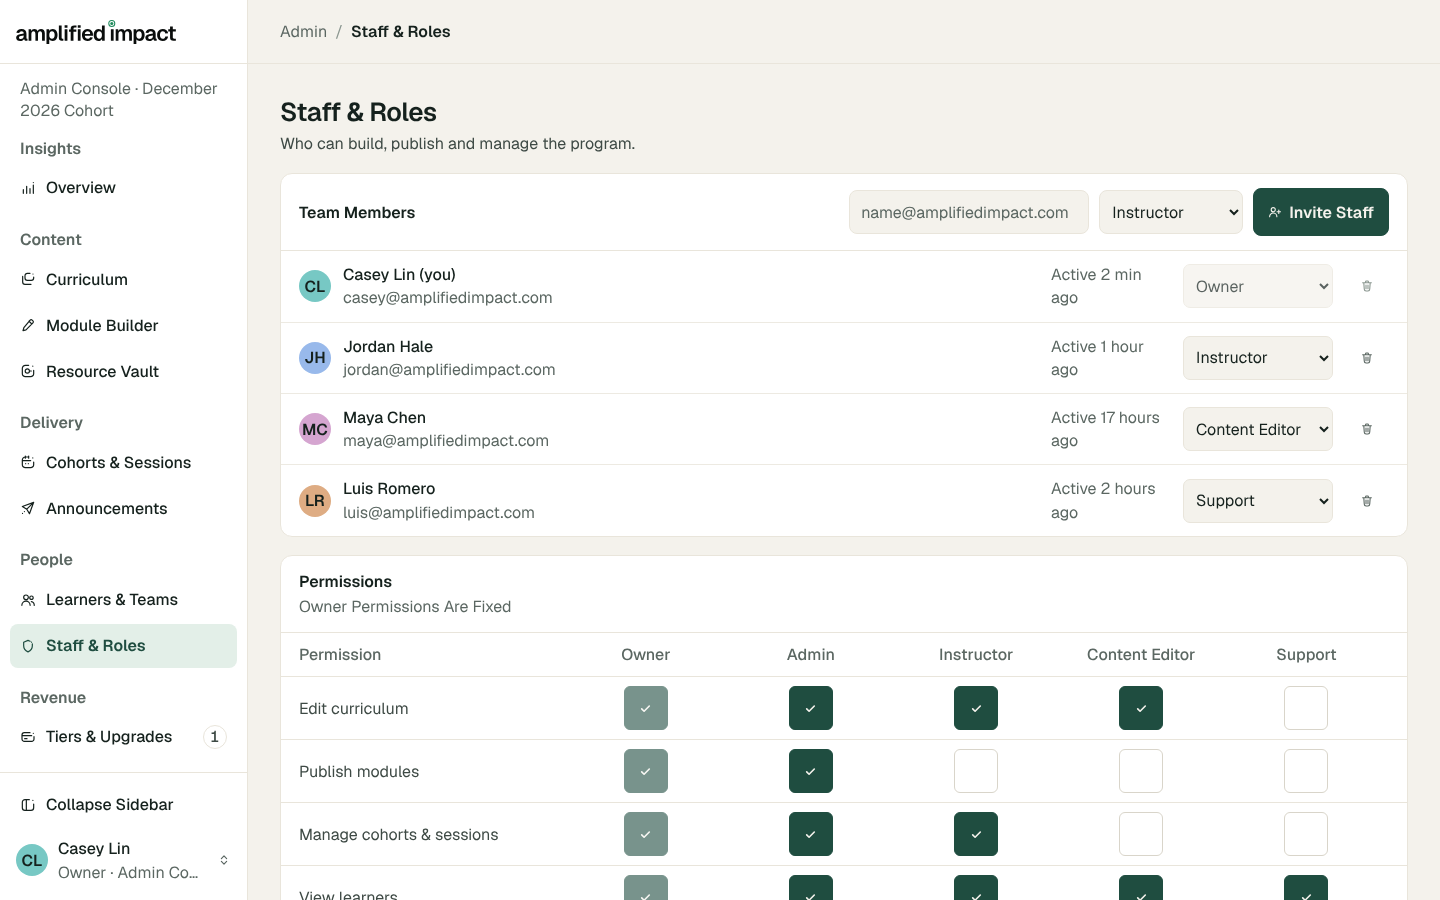 amplified impact
Admin / Staff & Roles
Admin Console · December
2026 Cohort
Insights
Overview
Content
Curriculum
Module Builder
Resource Vault
Delivery
Cohorts & Sessions
Announcements
People
Learners & Teams
Staff & Roles
Revenue
Tiers & Upgrades 1
Collapse Sidebar
CL
Casey Lin
Owner · Admin Co...
Staff & Roles
Who can build, publish and manage the program.
Team Members name@amplifiedimpact.com Instructor Invite Staff
CL
Casey Lin (you)
casey@amplifiedimpact.com
Active 2 min
ago
Owner
JH
Jordan Hale
jordan@amplifiedimpact.com
Active 1 hour
ago
Instructor
MC
Maya Chen
maya@amplifiedimpact.com
Active 17 hours
ago
Content Editor
LR
Luis Romero
luis@amplifiedimpact.com
Active 2 hours
ago
Support
Permissions
Owner Permissions Are Fixed
Permission Owner Admin Instructor Content Editor Support
Edit curriculum
Publish modules
Manage cohorts & sessions
View learners